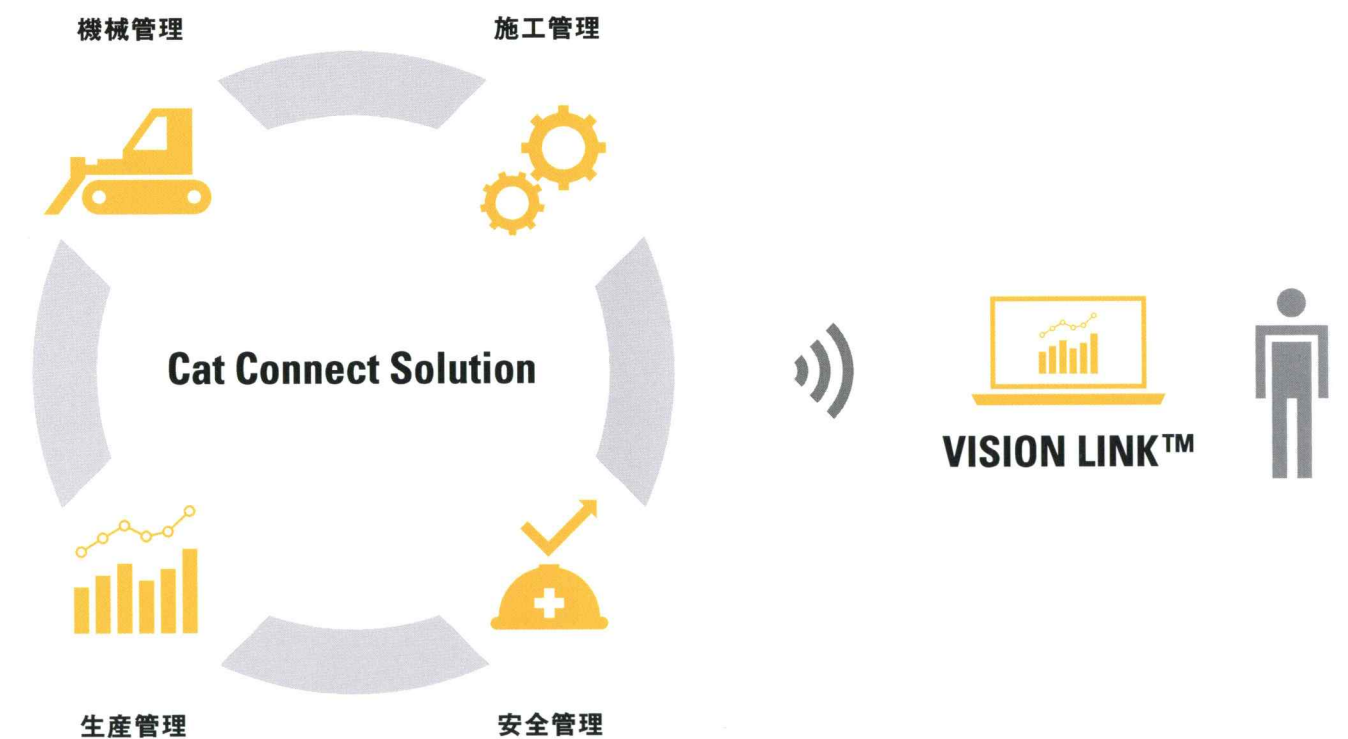 機械管理
施工管理
Cat Connect Solution
VISION LINK™
生産管理
安全管理